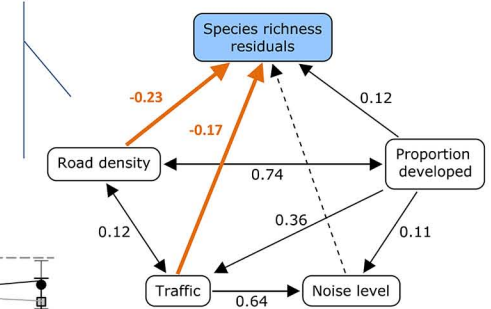 Species richness
residuals
-0.23
0.12
-0.17
Road density
Proportion
developed
0.74
0.36
0.12
0.11
Traffic
0.64
Noise level